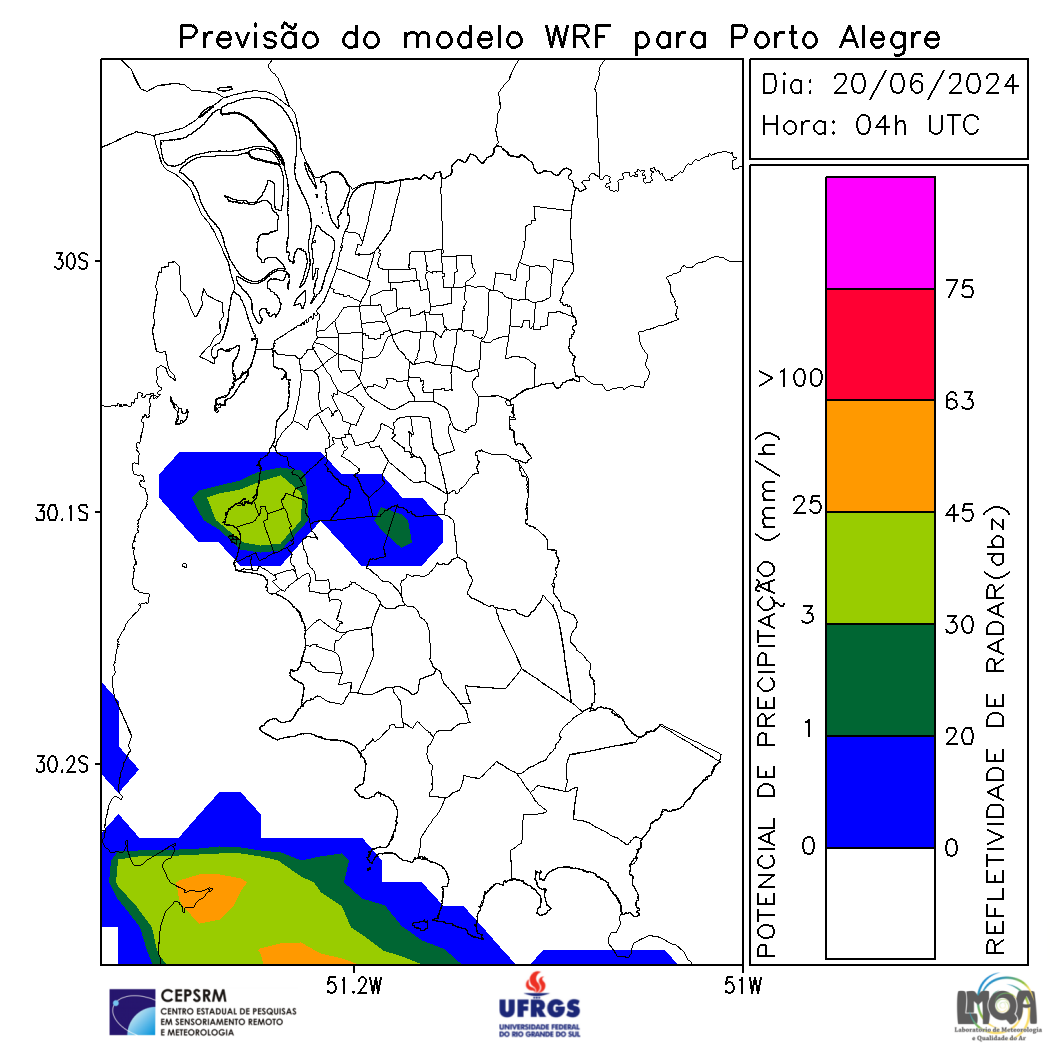 Previsão do modelo WRF para Porto Alegre
Dia: 20/06/2024
Hora: 04h UTC
30S
30.1S
30.2S
51.2W
51W
POTENCIAL DE PRECIPITAÇÃO (mm/h)
>100
25
3
1
0
75
63
45
30
20
0
REFLETIVIDADE DE RADAR(dbz)
CEPSRM
CENTRO ESTADUAL DE PESQUISAS
EM SENSORIAMENTO REMOTO
E METEOROLOGIA
UFRGS
UNIVERSIDADE FEDERAL
DO RIO GRANDE DO SUL
LMQA
Laboratório de Meteorologia
e Qualidade do Ar